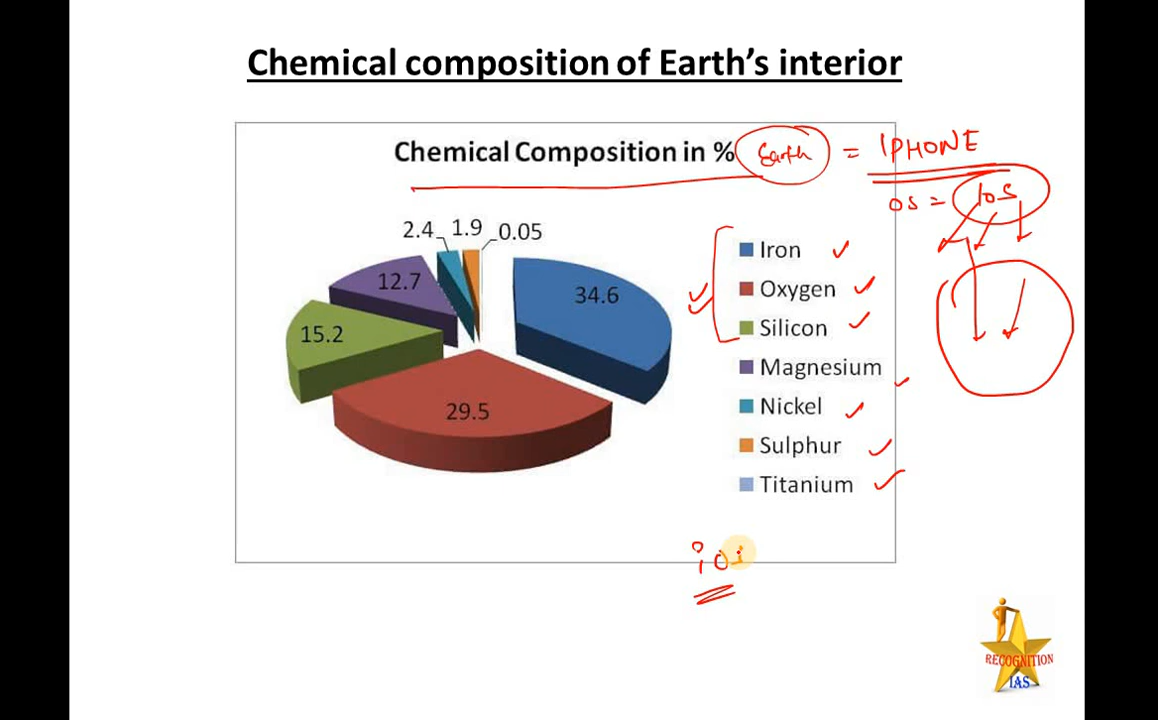 Chemical composition of Earth's interior
Chemical Composition in % Earth = IPHONE
OS = IOS
2.4 1.9 0.05
Iron
12.7
34.6
Oxygen
15.2
Silicon
Magnesium
29.5
Nickel
Sulphur
Titanium
RECOGNITION
IAS